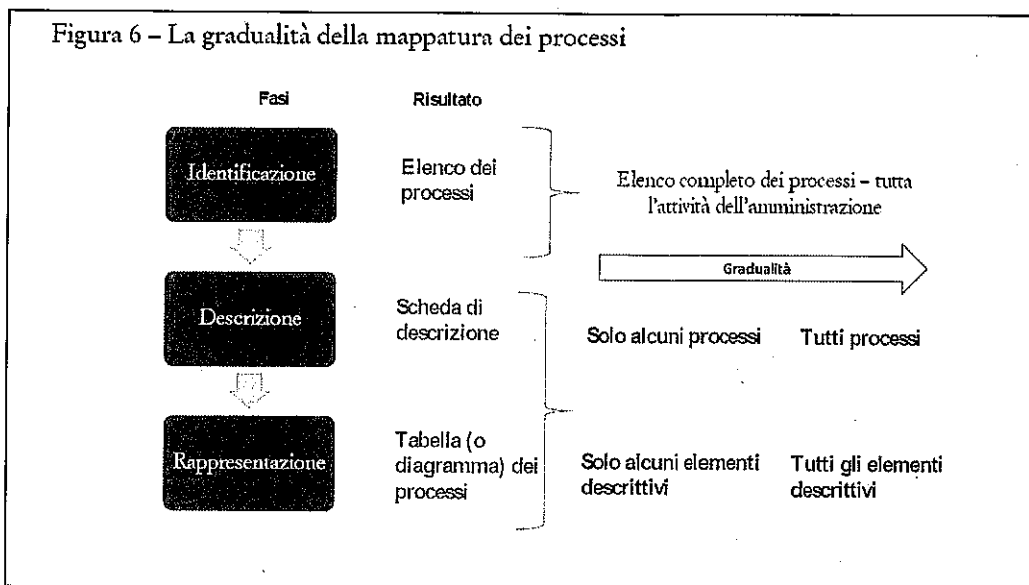 Figura 6 – La gradualità della mappatura dei processi
Fasi
Risultato
Identificazione
Elenco dei
processi
Elenco completo dei processi – tutta
l'attività dell'amministrazione
Gradualità
Descrizione
Scheda di
descrizione
Solo alcuni processi
Tutti processi
Rappresentazione
Tabella (o
diagramma) dei
processi
Solo alcuni elementi
descrittivi
Tutti gli elementi
descrittivi